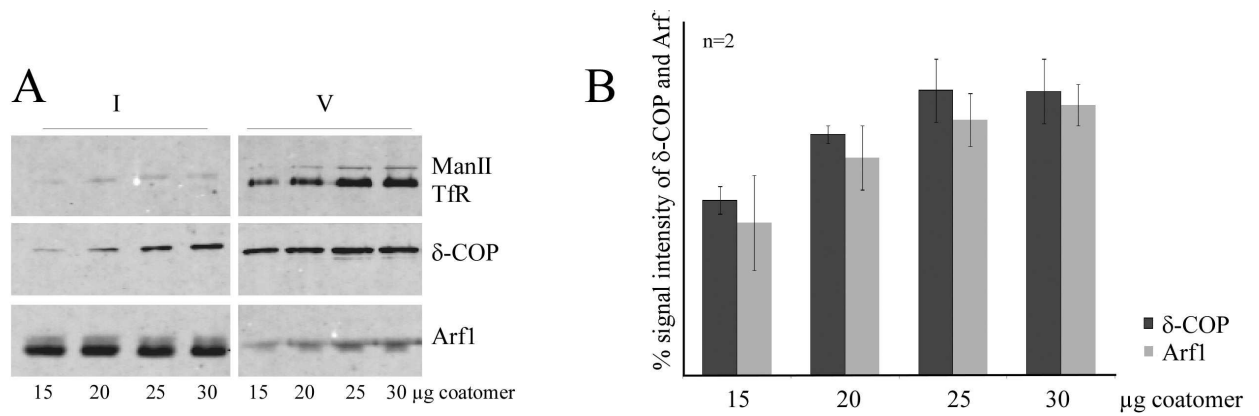 A
I V
ManII
TfR
δ-COP
Arf1
15 20 25 30 15 20 25 30 µg coatomer
B
% signal intensity of δ-COP and Arf
n=2
δ-COP
Arf1
15 20 25 30 µg coatomer